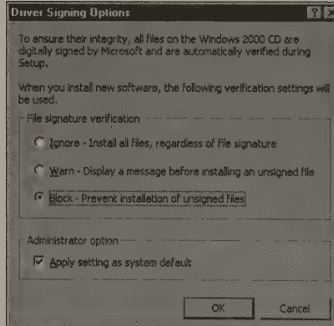 Driver Signing Options
To ensure their integrity, all files on the Windows 2000 CD are
digitally signed by Microsoft and are automatically verified during
Setup.
When you install new software, the following verification settings will
be used.
File signature verification
Ignore - Install all files, regardless of file signature
Warn - Display a message before installing an unsigned file
Block - Prevent installation of unsigned files
Administrator option
Apply setting as system default
OK Cancel